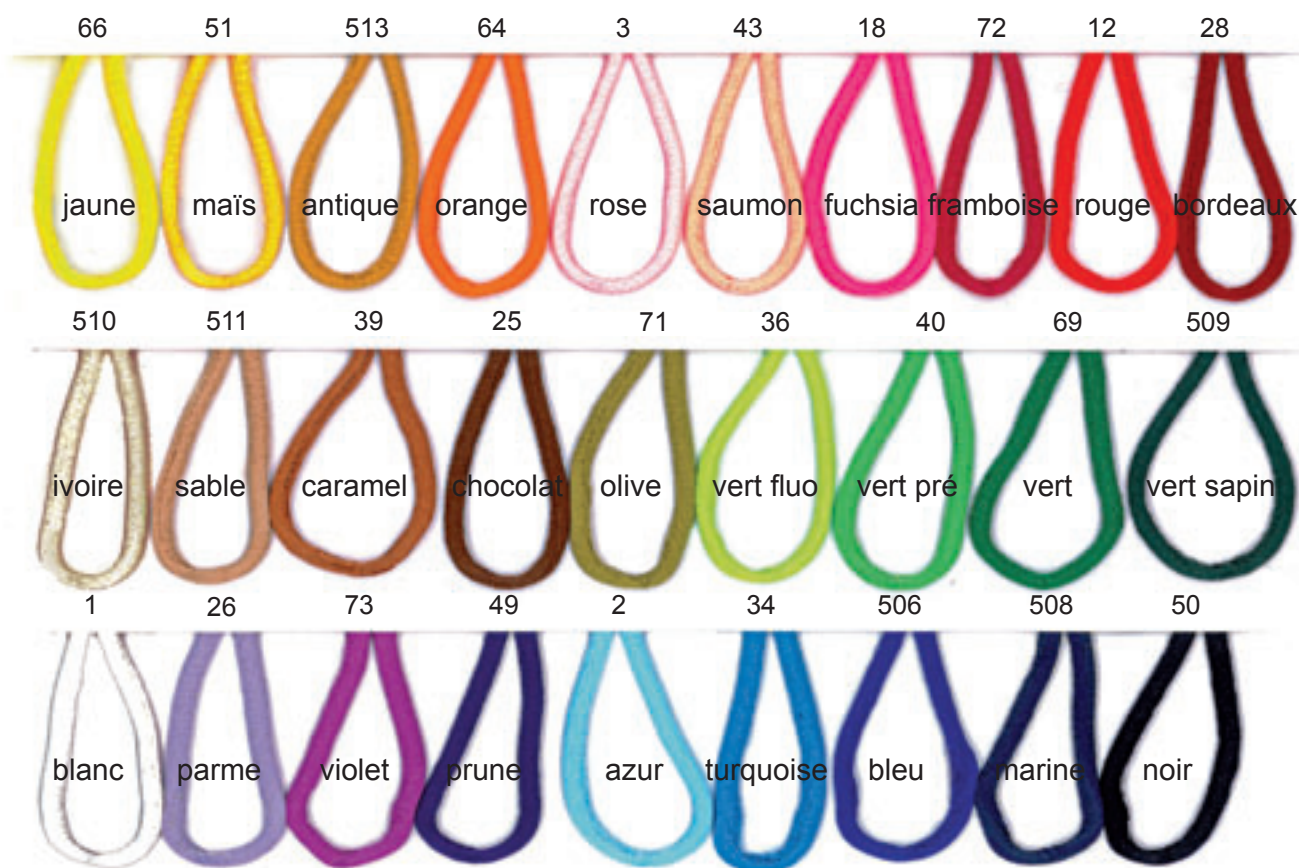 66 51 513 64 3 43 18 72 12 28
jaune maïs antique orange rose saumon fuchsia framboise rouge bordeaux
510 511 39 25 71 36 40 69 509
ivoire sable caramel chocolat olive vert fluo vert pré vert vert sapin
1 26 73 49 2 34 506 508 50
blanc parme violet prune azur turquoise bleu marine noir